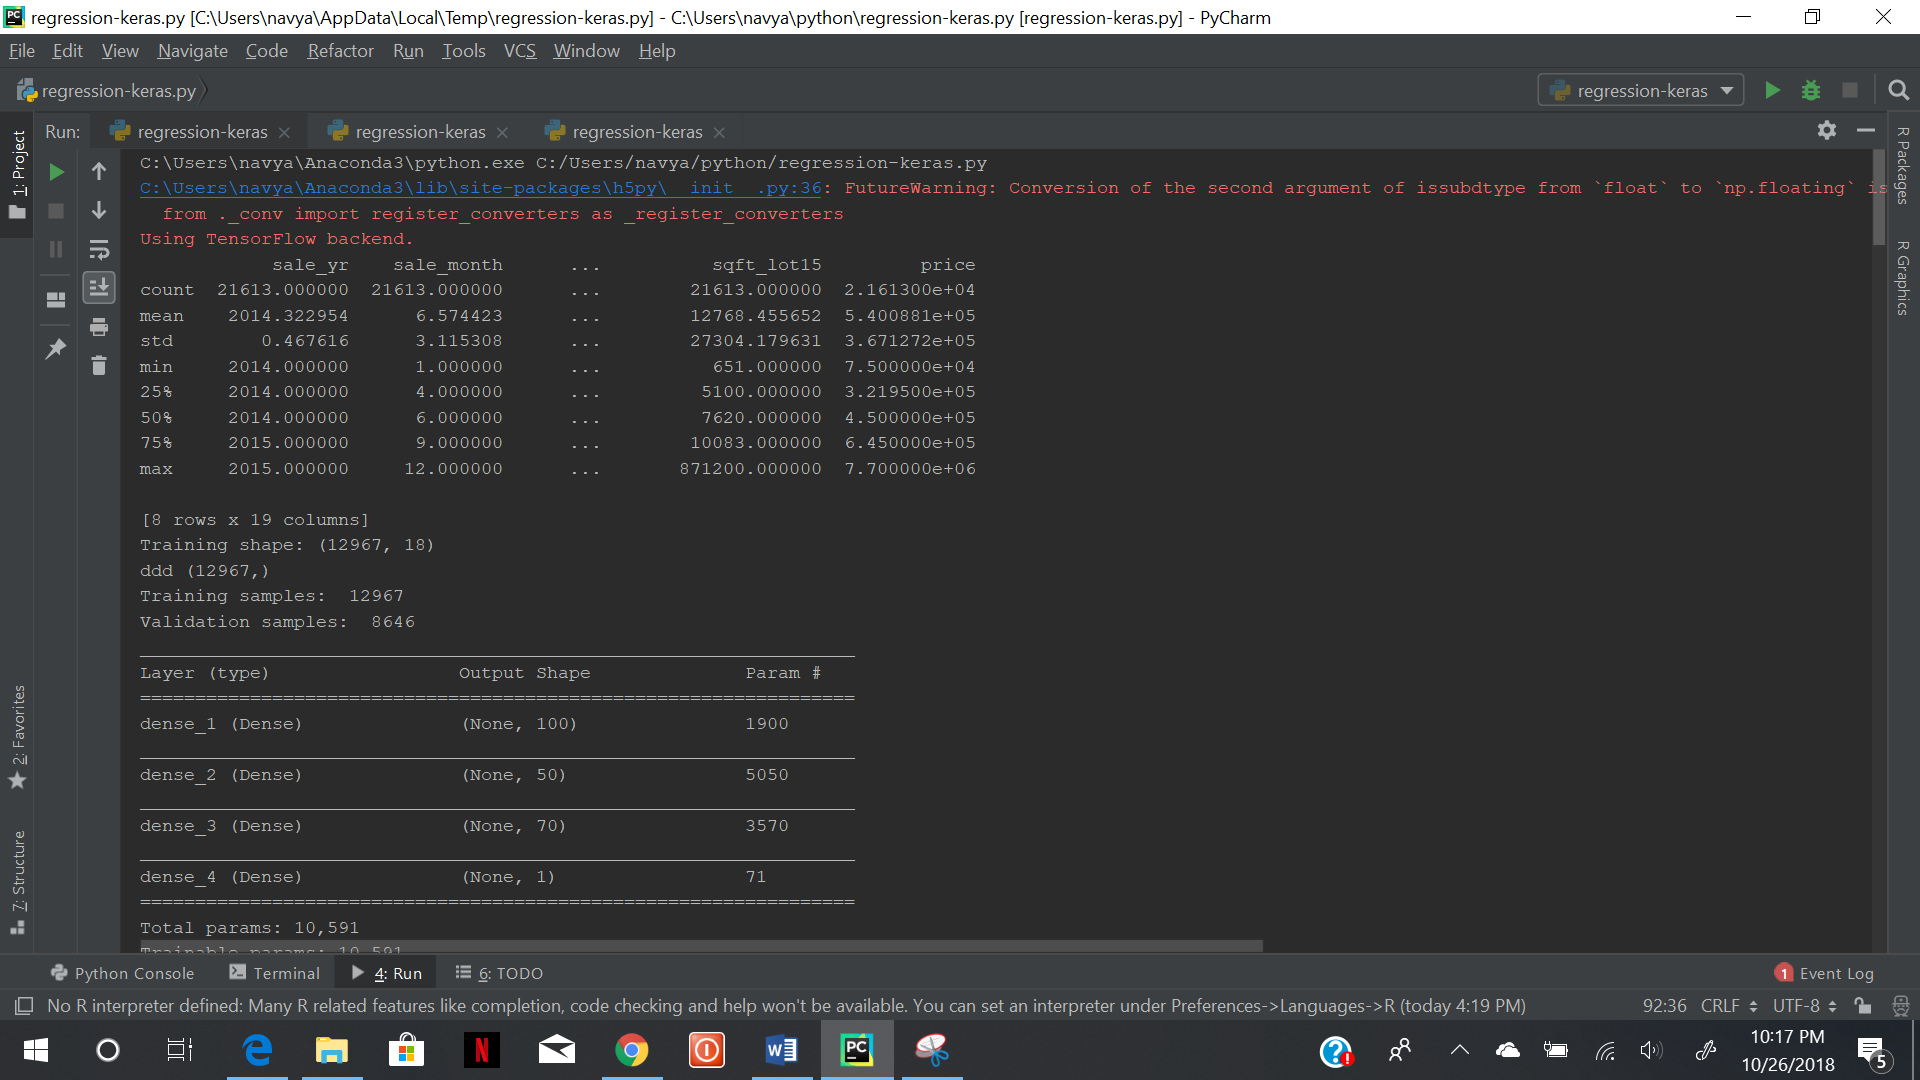 regression-keras.py [C:\Users\navya\AppData\Local\Temp\regression-keras.py] - C:\Users\navya\python\regression-keras.py [regression-keras.py] - PyCharm
File Edit View Navigate Code Refactor Run Tools VCS Window Help
regression-keras.py
regression-keras
Run: regression-keras regression-keras regression-keras
1: Project
R Packages
R Graphics
C:\Users\navya\Anaconda3\python.exe C:/Users/navya/python/regression-keras.py
C:\Users\navya\Anaconda3\lib\site-packages\h5py\__init__.py:36: FutureWarning: Conversion of the second argument of issubdtype from `float` to `np.floating` is
from ._conv import register_converters as _register_converters
Using TensorFlow backend.
sale_yr sale_month ... sqft_lot15 price
count 21613.000000 21613.000000 ... 21613.000000 2.161300e+04
mean 2014.322954 6.574423 ... 12768.455652 5.400881e+05
std 0.467616 3.115308 ... 27304.179631 3.671272e+05
min 2014.000000 1.000000 ... 651.000000 7.500000e+04
25% 2014.000000 4.000000 ... 5100.000000 3.219500e+05
50% 2014.000000 6.000000 ... 7620.000000 4.500000e+05
75% 2015.000000 9.000000 ... 10083.000000 6.450000e+05
max 2015.000000 12.000000 ... 871200.000000 7.700000e+06
[8 rows x 19 columns]
Training shape: (12967, 18)
ddd (12967,)
Training samples: 12967
Validation samples: 8646
Layer (type) Output Shape Param #
dense_1 (Dense) (None, 100) 1900
dense_2 (Dense) (None, 50) 5050
dense_3 (Dense) (None, 70) 3570
dense_4 (Dense) (None, 1) 71
Total params: 10,591
Trainable params: 10,591
2: Favorites
7: Structure
Python Console Terminal 4: Run 6: TODO 1 Event Log
No R interpreter defined: Many R related features like completion, code checking and help won't be available. You can set an interpreter under Preferences->Languages->R (today 4:19 PM) 92:36 CRLF UTF-8
10:17 PM
10/26/2018
5